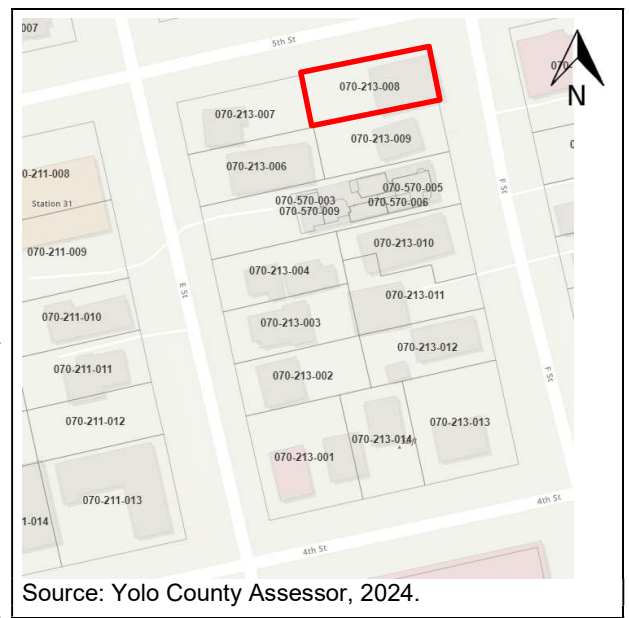 007
5th St
070-
N
070-213-008
070-213-007
070-213-009
070-213-006
0-211-008
Station 31
070-570-005
070-570-003
070-570-006
070-570-009
F St
070-213-010
070-211-009
070-213-004
E St
070-213-011
070-211-010
070-213-003
070-213-012
070-211-011
070-213-002
F St
070-211-012
070-213-013
070-213-014
070-213-001
070-211-013
4th St
1-014
4th St
Source: Yolo County Assessor, 2024.